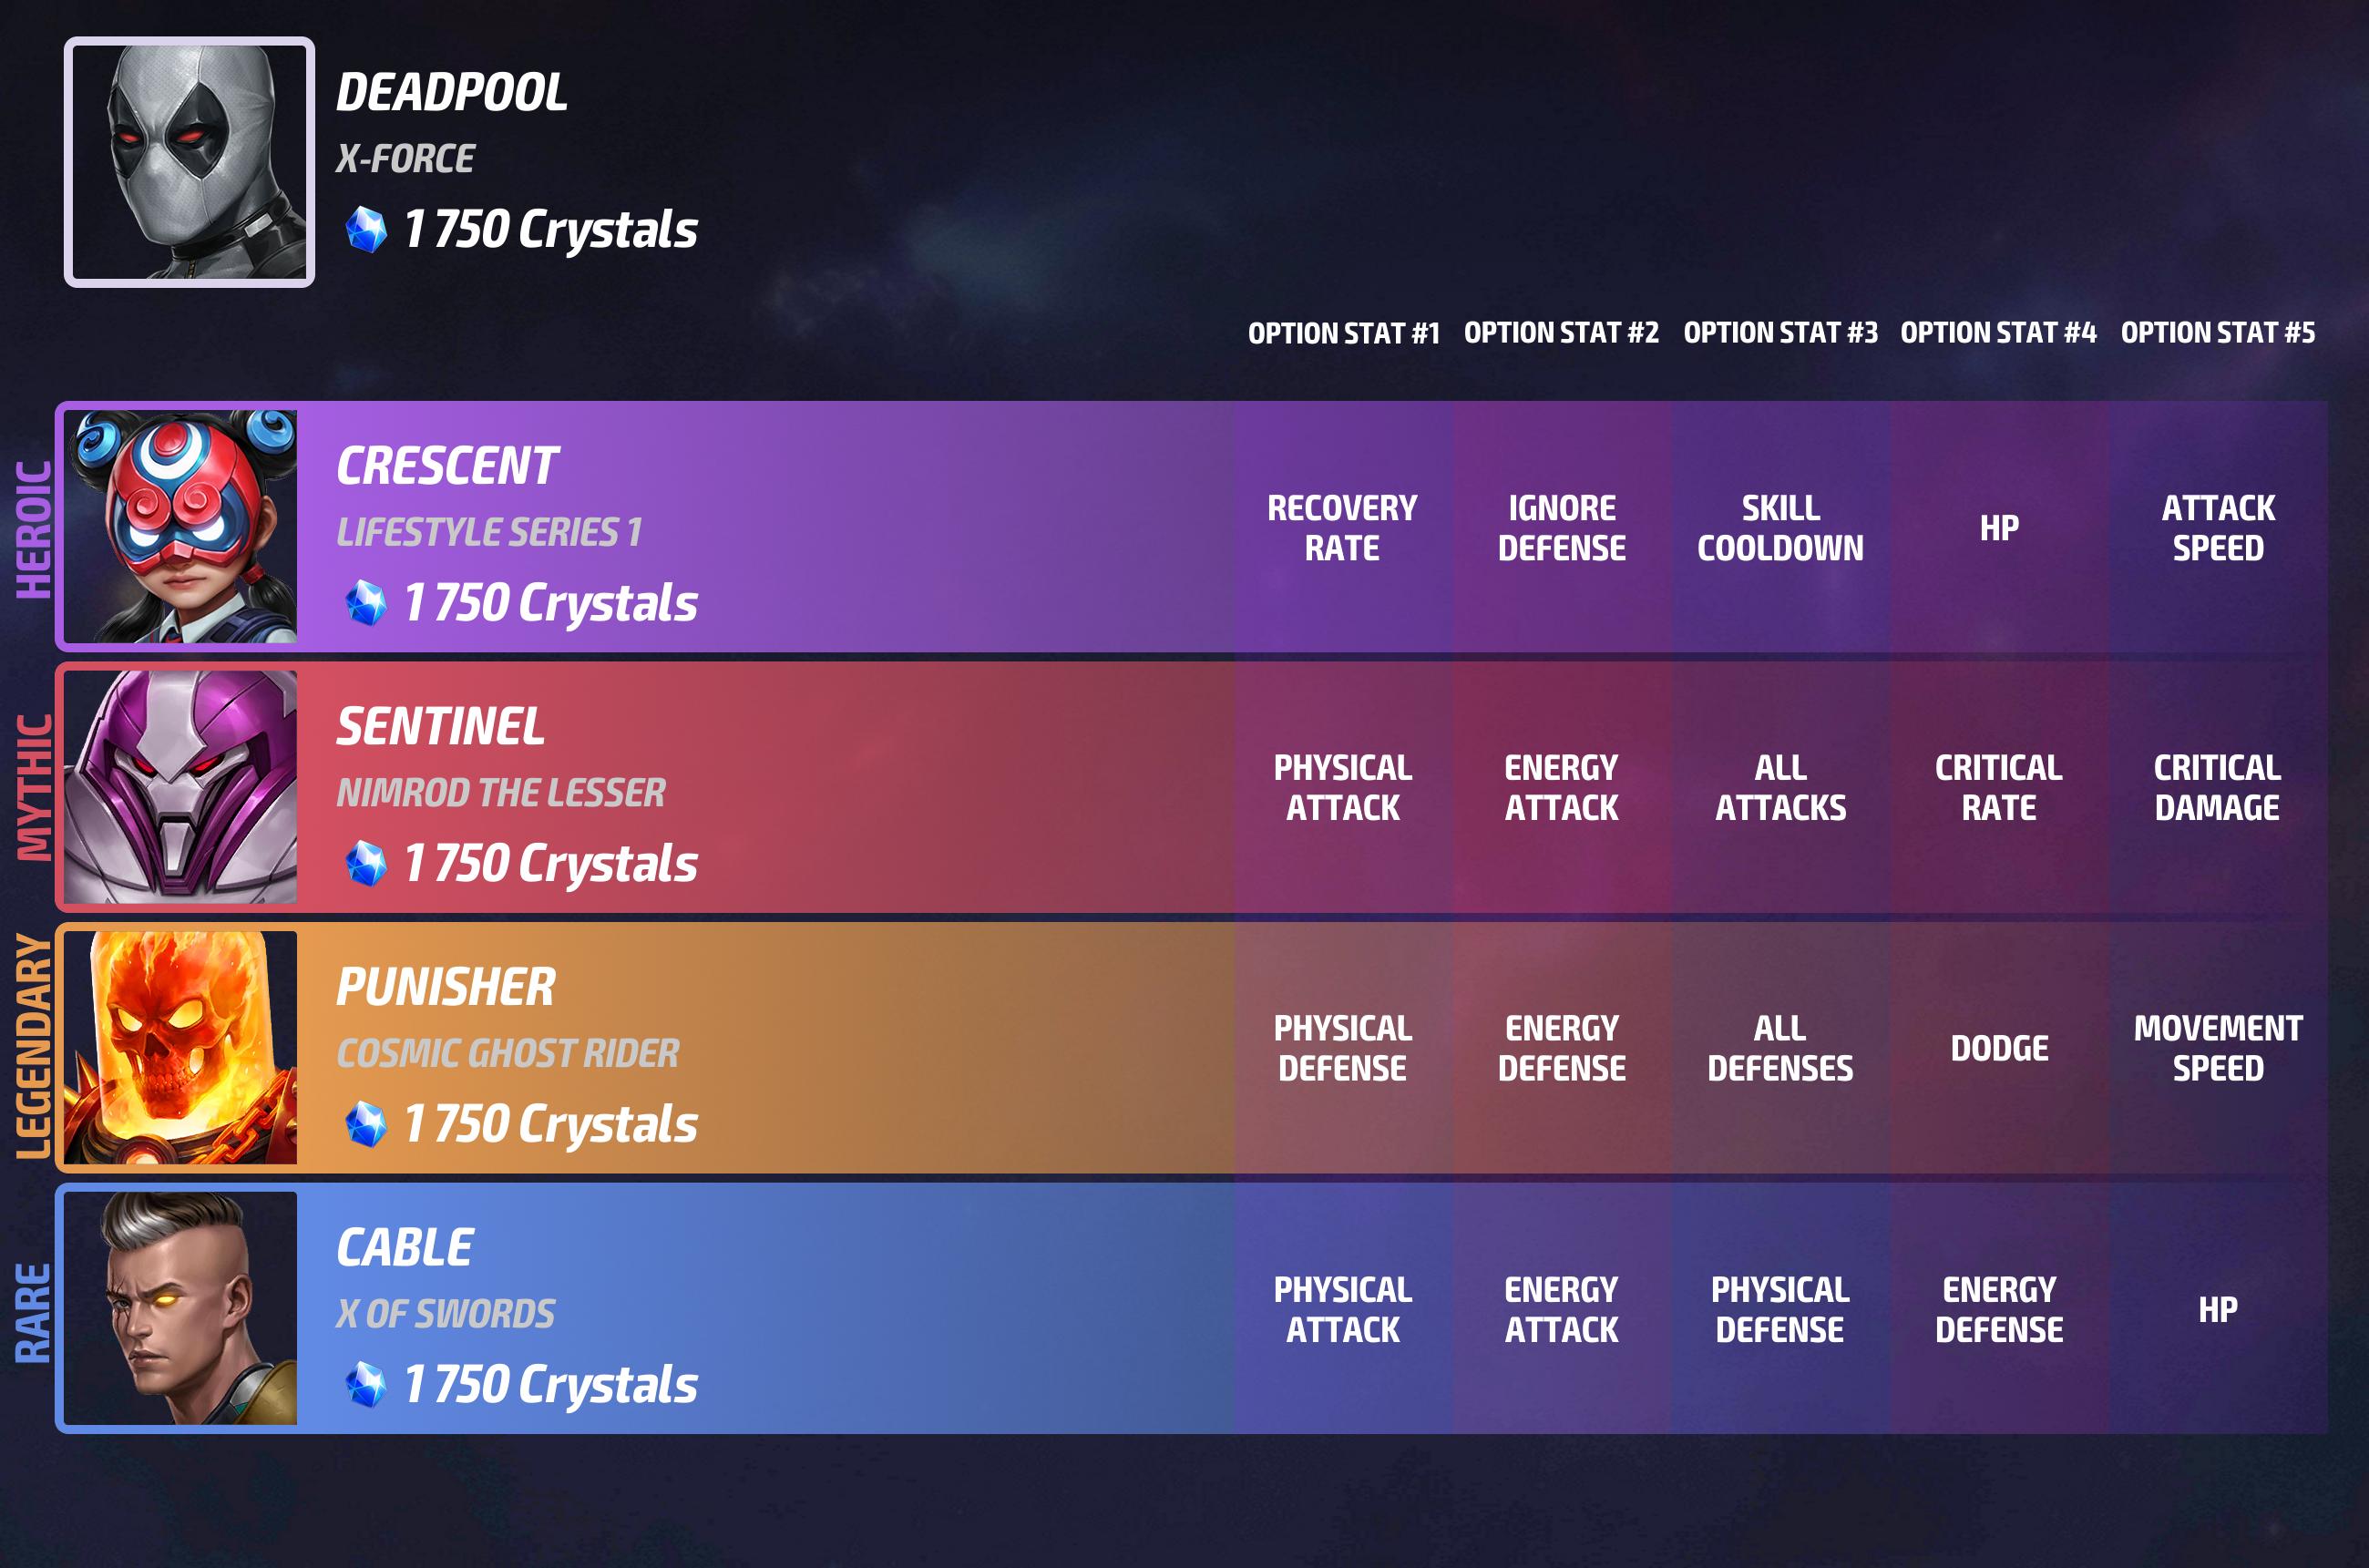 DEADPOOL
X-FORCE
1 750 Crystals
OPTION STAT #1 OPTION STAT #2 OPTION STAT #3 OPTION STAT #4 OPTION STAT #5
HEROIC
CRESCENT
LIFESTYLE SERIES 1
1 750 Crystals
RECOVERY
RATE
IGNORE
DEFENSE
SKILL
COOLDOWN
HP
ATTACK
SPEED
MYTHIC
SENTINEL
NIMROD THE LESSER
1 750 Crystals
PHYSICAL
ATTACK
ENERGY
ATTACK
ALL
ATTACKS
CRITICAL
RATE
CRITICAL
DAMAGE
LEGENDARY
PUNISHER
COSMIC GHOST RIDER
1 750 Crystals
PHYSICAL
DEFENSE
ENERGY
DEFENSE
ALL
DEFENSES
DODGE
MOVEMENT
SPEED
RARE
CABLE
X OF SWORDS
1 750 Crystals
PHYSICAL
ATTACK
ENERGY
ATTACK
PHYSICAL
DEFENSE
ENERGY
DEFENSE
HP